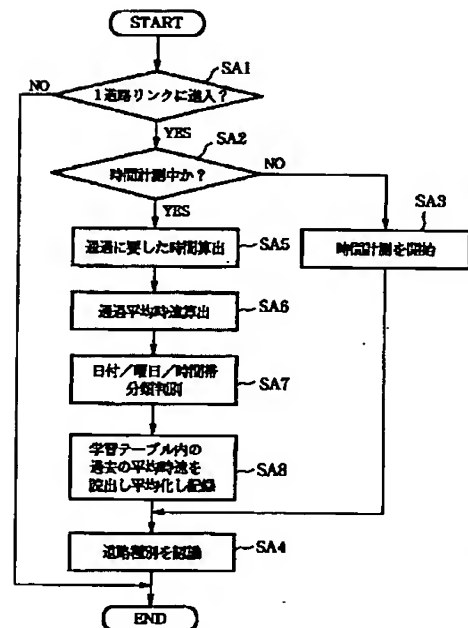 START
SA1
NO
1道路リンクに進入?
YES
SA2
時間計測中か?
NO
YES
SA3
通過に要した時間算出
SA5
時間計測を開始
通過平均時速算出
SA6
日付/曜日/時間帯
分類判別
SA7
学習テーブル内の
過去の平均時速を
読出し平均化し記録
SA8
道路種別を認識
SA4
END